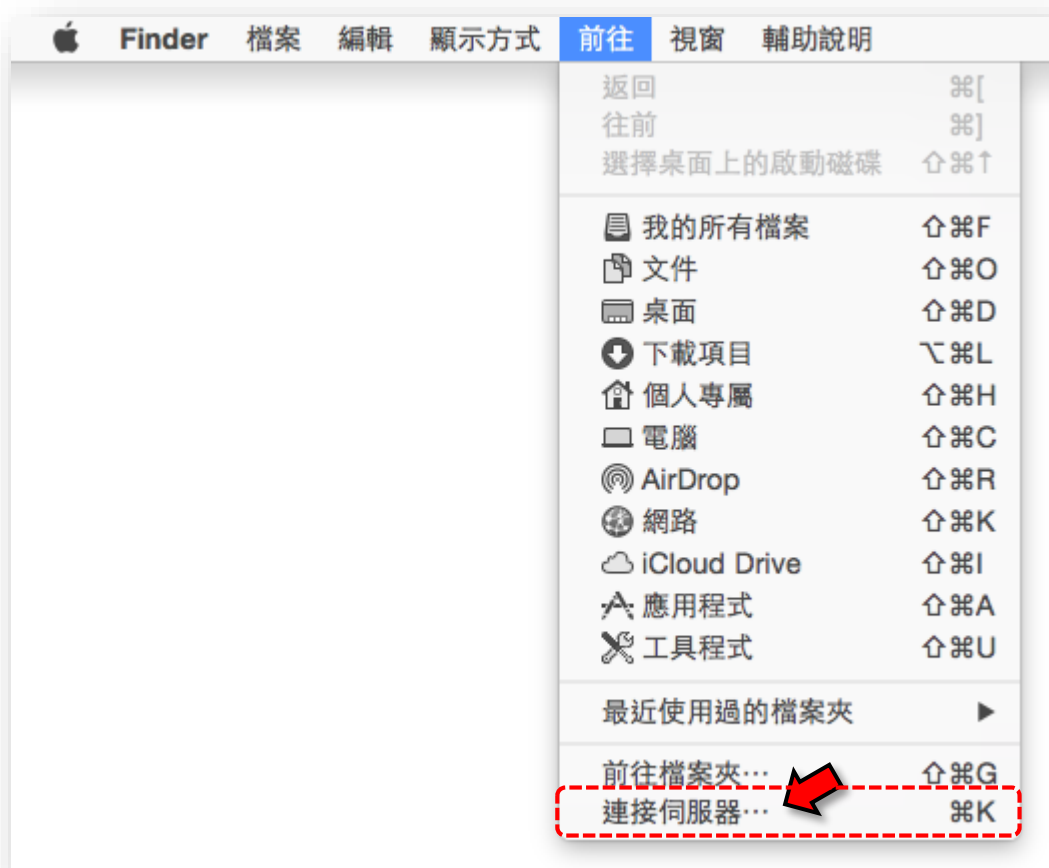 Finder 檔案 編輯 顯示方式 前往 視窗 輔助說明
返回 ⌘[
往前 ⌘]
選擇桌面上的啟動磁碟 ⇧⌘↑
我的所有檔案 ⇧⌘F
文件 ⇧⌘O
桌面 ⇧⌘D
下載項目 ⌥⌘L
個人專屬 ⇧⌘H
電腦 ⇧⌘C
AirDrop ⇧⌘R
網路 ⇧⌘K
iCloud Drive ⇧⌘I
應用程式 ⇧⌘A
工具程式 ⇧⌘U
最近使用過的檔案夾 ▶
前往檔案夾⋯ ⇧⌘G
連接伺服器⋯ ⌘K